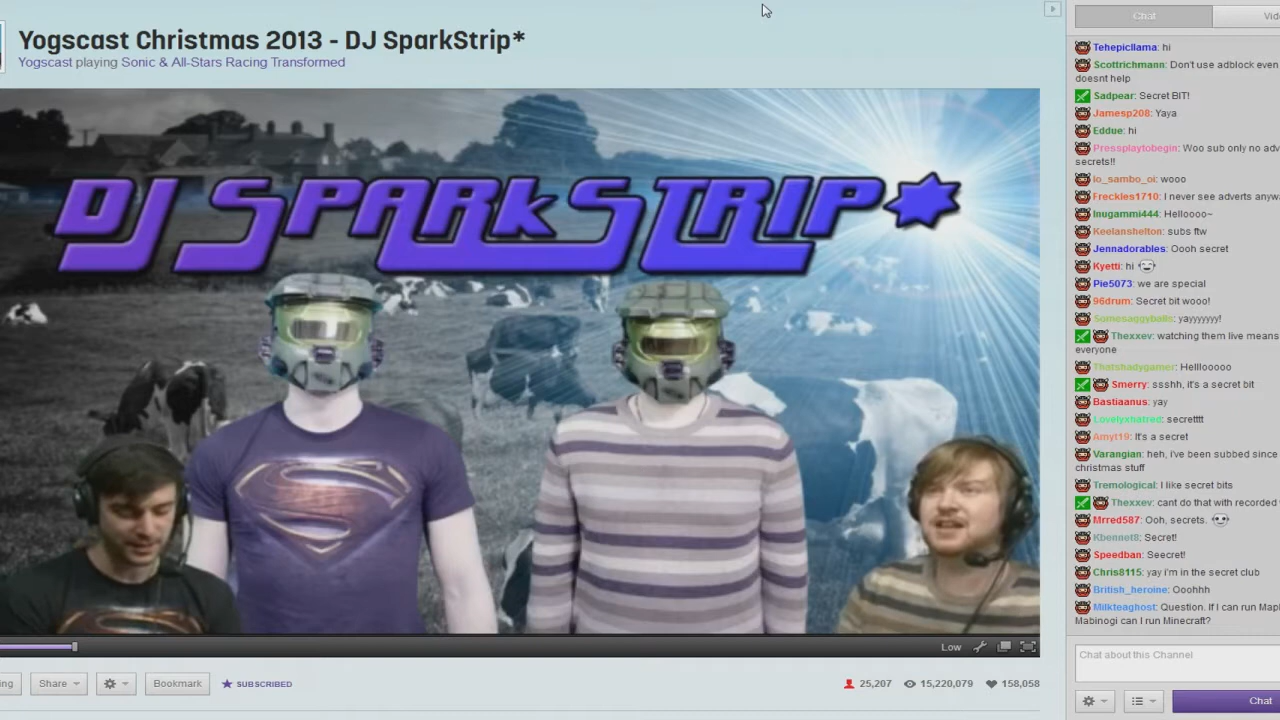 Chat
Vid
Yogscast Christmas 2013 - DJ SparkStrip*
Yogscast playing Sonic & All-Stars Racing Transformed
DJ SPARKSTRIP*
Tehepicllama: hi
Scottrichmann: Don't use adblock even
doesnt help
Sadpear: Secret BIT!
Jamesp208: Yaya
Eddue: hi
Pressplaytobegin: Woo sub only no adv
secrets!!
Io_sambo_oi: wooo
Freckles1710: I never see adverts anyw
Inugammi444: Helloooo~
Keelanshelton: subs ftw
Jennadorables: Oooh secret
Kyetti: hi
Pie5073: we are special
96drum: Secret bit wooo!
Somesaggyballs: yayyyyyy!
Thexxev: watching them live means
everyone
Thatshadygamer: Helllooooo
Smerry: ssshh, it's a secret bit
Bastiaanus: yay
Lovelyxhatred: secretttt
Amyt19: It's a secret
Varangian: heh, i've been subbed since
christmas stuff
Tremological: I like secret bits
Thexxev: cant do that with recorded
Mrred587: Ooh, secrets.
Kbennet8: Secret!
Speedban: Seecret!
Chris8115: yay i'm in the secret club
British_heroine: Ooohhh
Milkteaghost: Question. If I can run Mapl
Mabinogi can I run Minecraft?
Low
Chat about this Channel
ing
Share
Bookmark
SUBSCRIBED
25,207
15,220,079
158,058
Chat